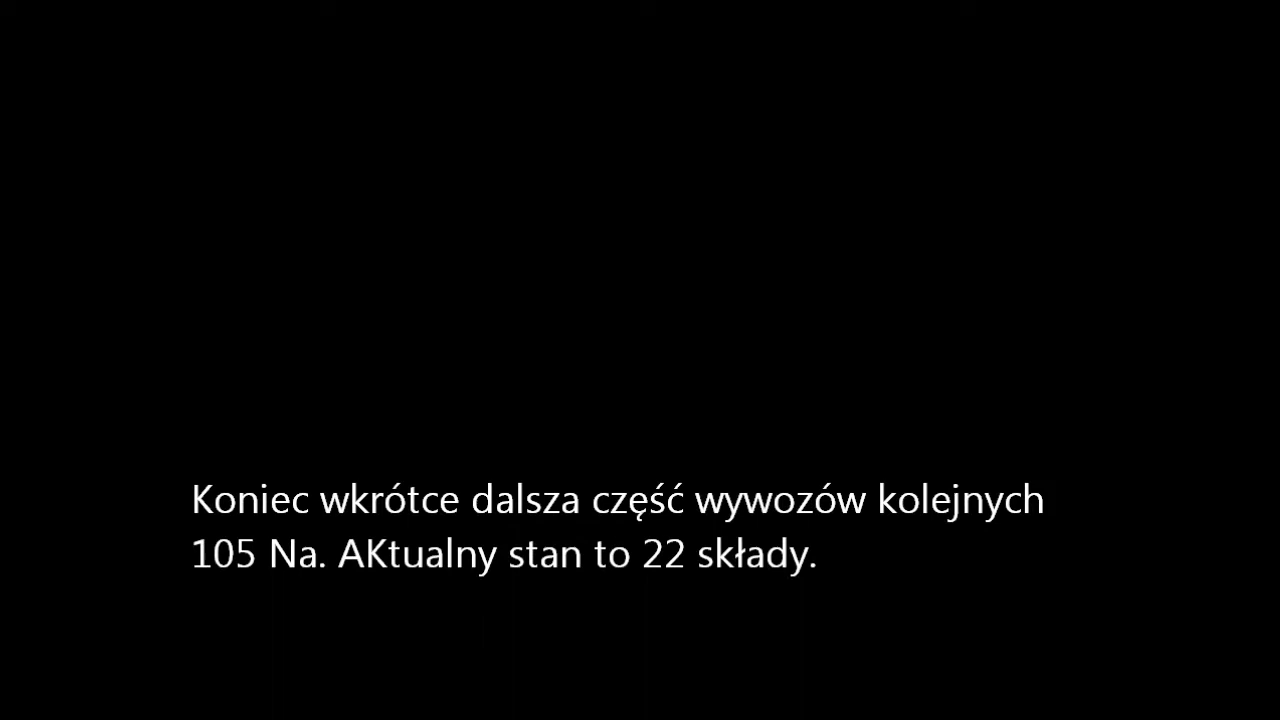 Koniec wkrótce dalsza część wywozów kolejnych
105 Na. AKtualny stan to 22 składy.